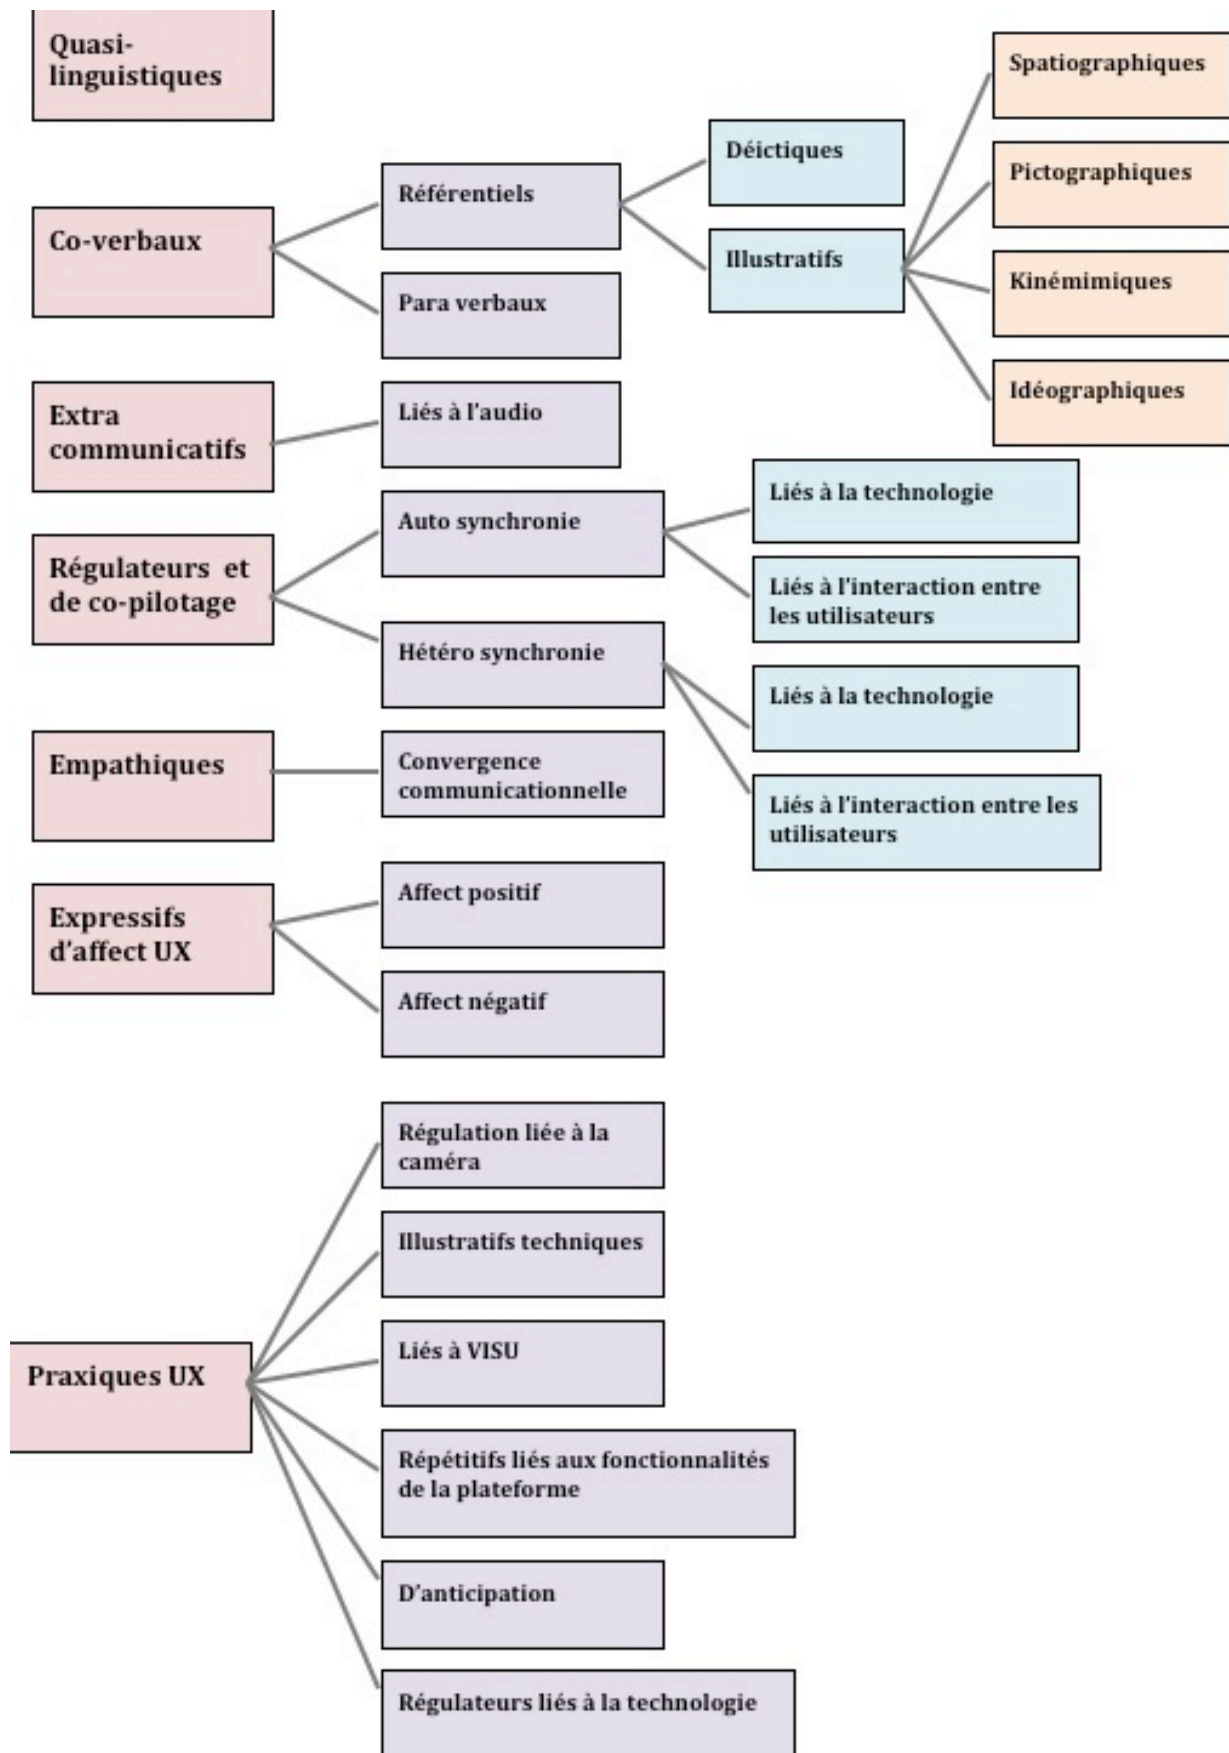 Quasi-
linguistiques
Co-verbaux
Référentiels
Déictiques
Illustratifs
Spatiographiques
Pictographiques
Kinémimiques
Idéographiques
Para verbaux
Extra
communicatifs
Liés à l'audio
Régulateurs et
de co-pilotage
Auto synchronie
Liés à la technologie
Liés à l'interaction entre
les utilisateurs
Hétéro synchronie
Liés à la technologie
Liés à l'interaction entre les
utilisateurs
Empathiques
Convergence
communicationnelle
Expressifs
d'affect UX
Affect positif
Affect négatif
Praxiques UX
Régulation liée à la
caméra
Illustratifs techniques
Liés à VISU
Répétitifs liés aux fonctionnalités
de la plateforme
D'anticipation
Régulateurs liés à la technologie